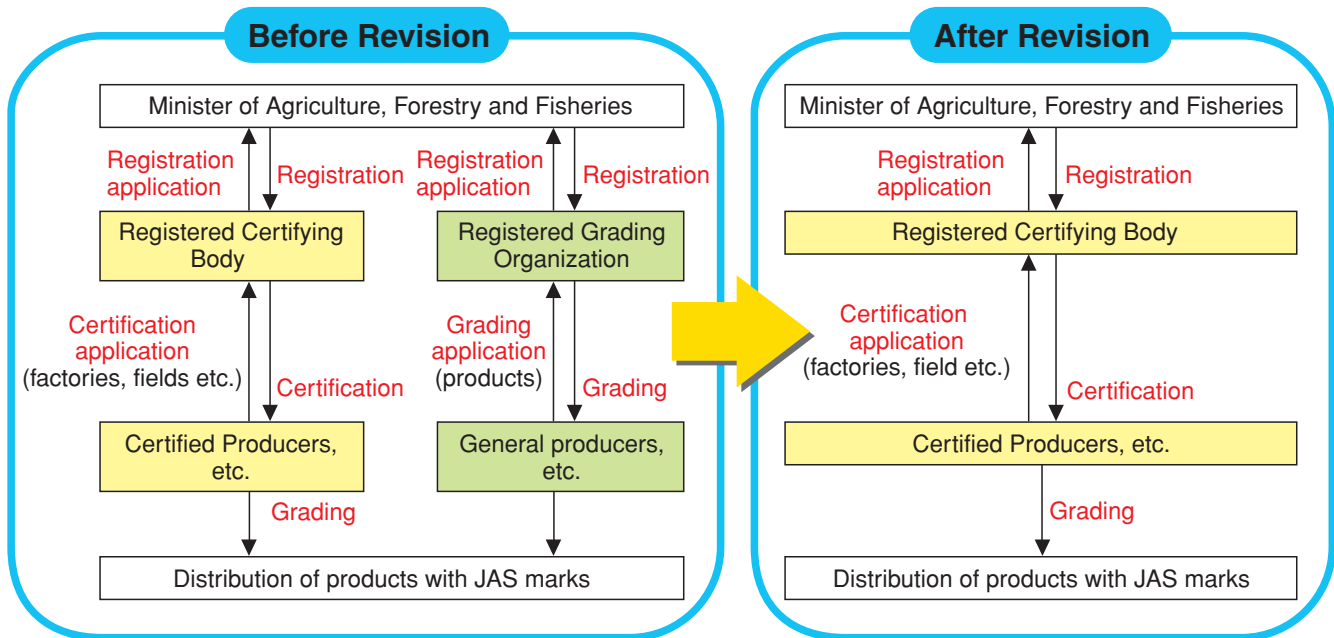 Before Revision
Minister of Agriculture, Forestry and Fisheries
Registration
application
Registration
Registration
application
Registration
Registered Certifying
Body
Registered Grading
Organization
Certification
application
(factories, fields etc.)
Certification
Grading
application
(products)
Grading
Certified Producers,
etc.
General producers,
etc.
Grading
Distribution of products with JAS marks
After Revision
Minister of Agriculture, Forestry and Fisheries
Registration
application
Registration
Registered Certifying Body
Certification
application
(factories, field etc.)
Certification
Certified Producers, etc.
Grading
Distribution of products with JAS marks